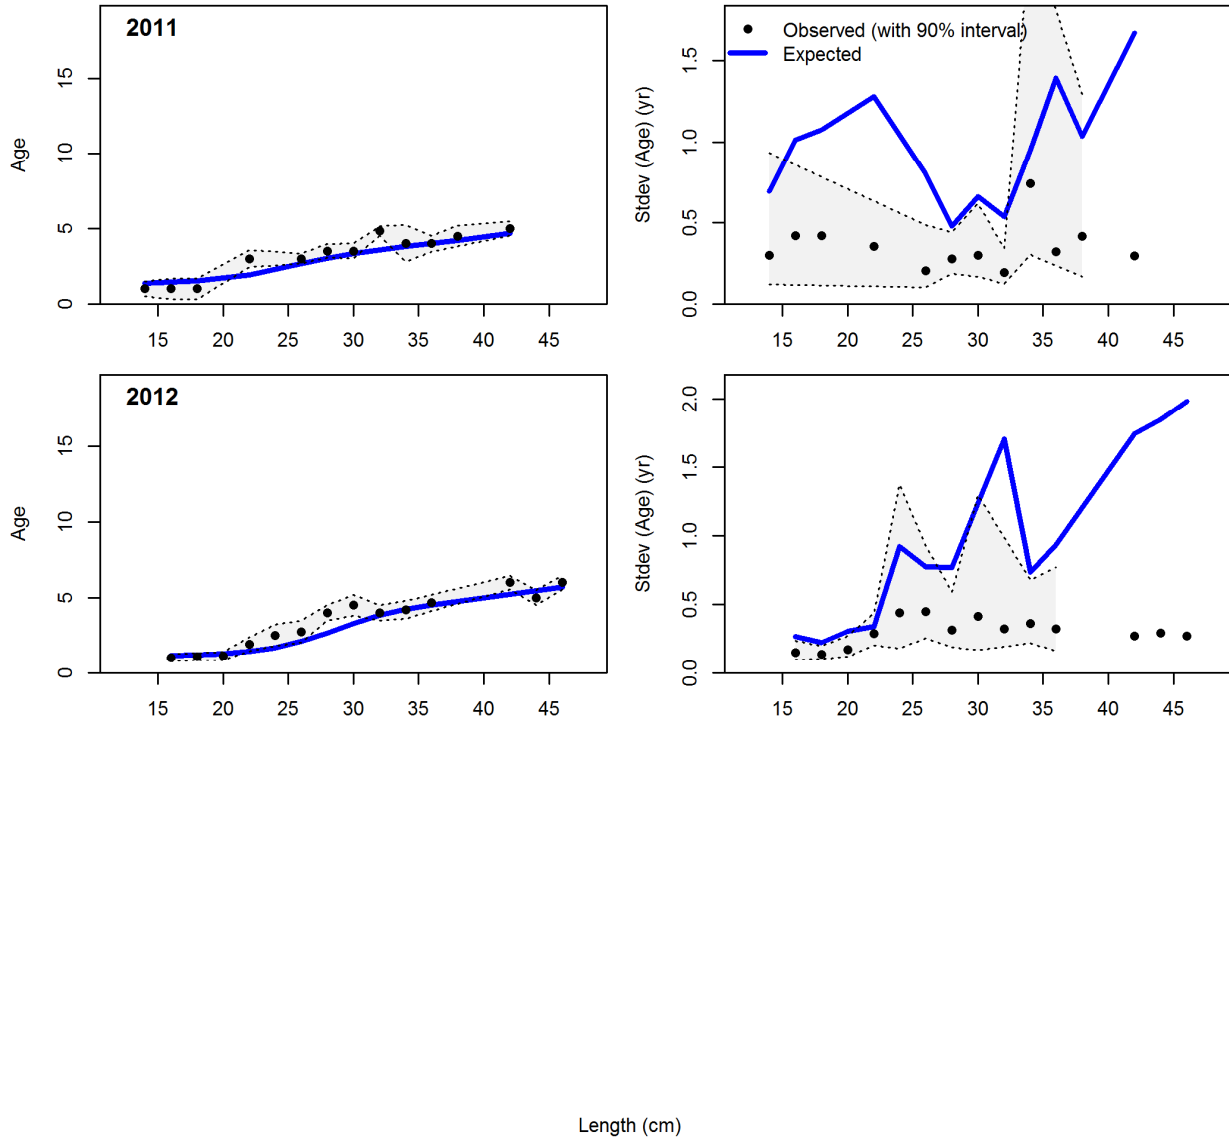 2011
Age
0 5 10 15
15 20 25 30 35 40 45
Observed (with 90% interval)
Expected
Stdev (Age) (yr)
0.0 0.5 1.0 1.5
15 20 25 30 35 40 45
2012
Age
0 5 10 15
15 20 25 30 35 40 45
Stdev (Age) (yr)
0.0 0.5 1.0 1.5 2.0
15 20 25 30 35 40 45
Length (cm)